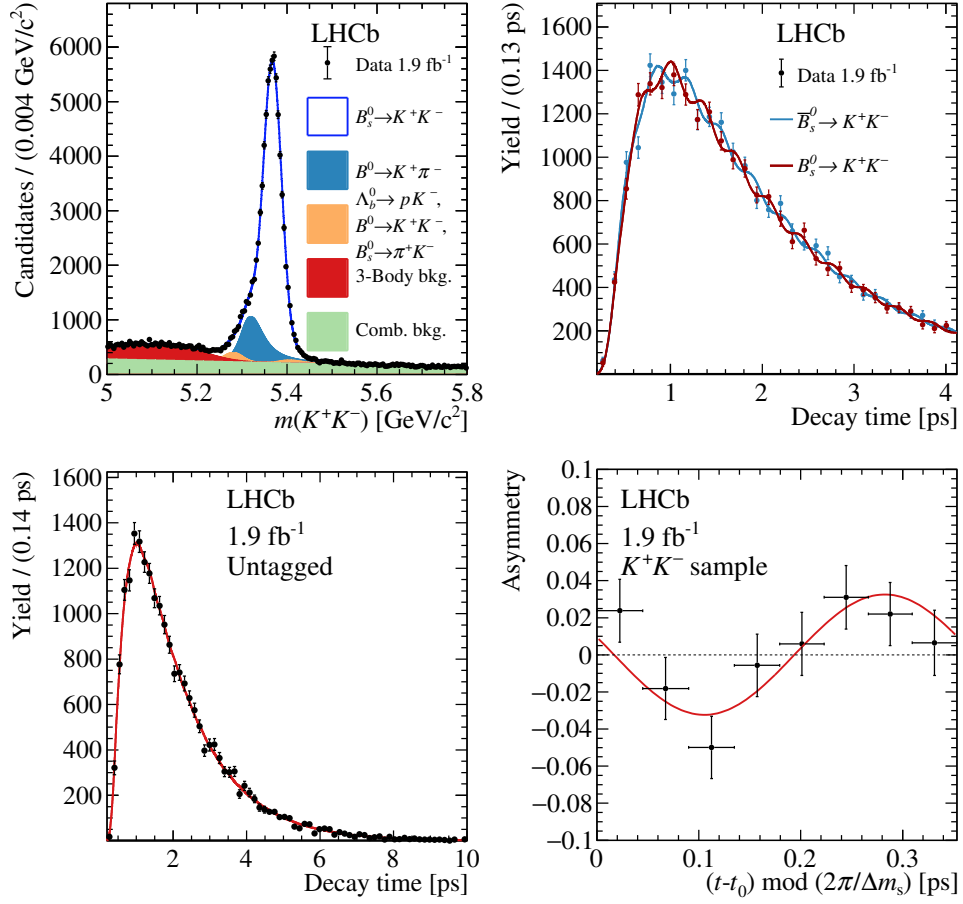 LHCb
Data 1.9 fb⁻¹
B⁰ₛ→K⁺K⁻
B⁰→K⁺π⁻
Λ⁰_b→ pK⁻,
B⁰→K⁺K⁻,
B⁰ₛ→π⁺K⁻
3-Body bkg.
Comb. bkg.
Candidates / (0.004 GeV/c²)
6000
5000
4000
3000
2000
1000
0
5 5.2 5.4 5.6 5.8
m(K⁺K⁻) [GeV/c²]
LHCb
Data 1.9 fb⁻¹
B̅⁰ₛ→ K⁺K⁻
B⁰ₛ→ K⁺K⁻
Yield / (0.13 ps)
1600
1400
1200
1000
800
600
400
200
1 2 3 4
Decay time [ps]
LHCb
1.9 fb⁻¹
Untagged
Yield / (0.14 ps)
1600
1400
1200
1000
800
600
400
200
2 4 6 8 10
Decay time [ps]
LHCb
1.9 fb⁻¹
K⁺K⁻ sample
Asymmetry
0.1
0.08
0.06
0.04
0.02
0
−0.02
−0.04
−0.06
−0.08
−0.1
0 0.1 0.2 0.3
(t-t₀) mod (2π/Δmₛ) [ps]